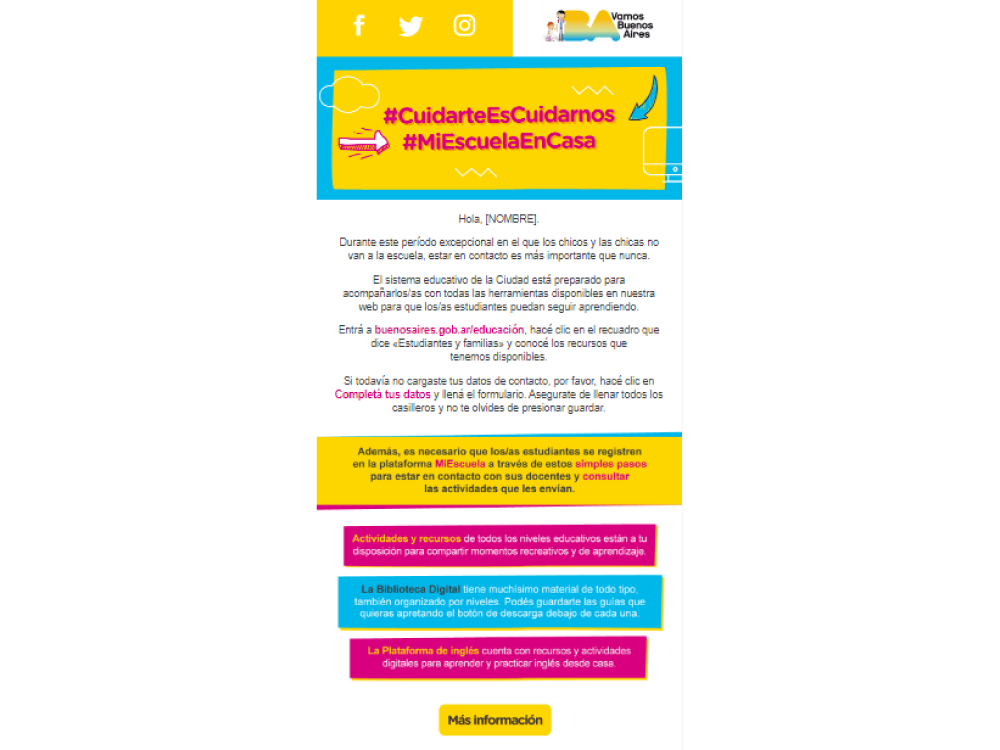 BA Vamos
Buenos
Aires
#CuidarteEsCuidarnos
#MiEscuelaEnCasa
Hola, [NOMBRE].
Durante este período excepcional en el que los chicos y las chicas no
van a la escuela, estar en contacto es más importante que nunca.
El sistema educativo de la Ciudad está preparado para
acompañarlos/as con todas las herramientas disponibles en nuestra
web para que los/as estudiantes puedan seguir aprendiendo.
Entrá a buenosaires.gob.ar/educación, hacé clic en el recuadro que
dice «Estudiantes y familias» y conocé los recursos que
tenemos disponibles.
Si todavía no cargaste tus datos de contacto, por favor, hacé clic en
Completá tus datos y llená el formulario. Asegurate de llenar todos los
casilleros y no te olvides de presionar guardar.
Además, es necesario que los/as estudiantes se registren
en la plataforma MiEscuela a través de estos simples pasos
para estar en contacto con sus docentes y consultar
las actividades que les envían.
Actividades y recursos de todos los niveles educativos están a tu
disposición para compartir momentos recreativos y de aprendizaje.
La Biblioteca Digital tiene muchísimo material de todo tipo,
también organizado por niveles. Podés guardarte las guías que
quieras apretando el botón de descarga debajo de cada una.
La Plataforma de inglés cuenta con recursos y actividades
digitales para aprender y practicar inglés desde casa.
Más información